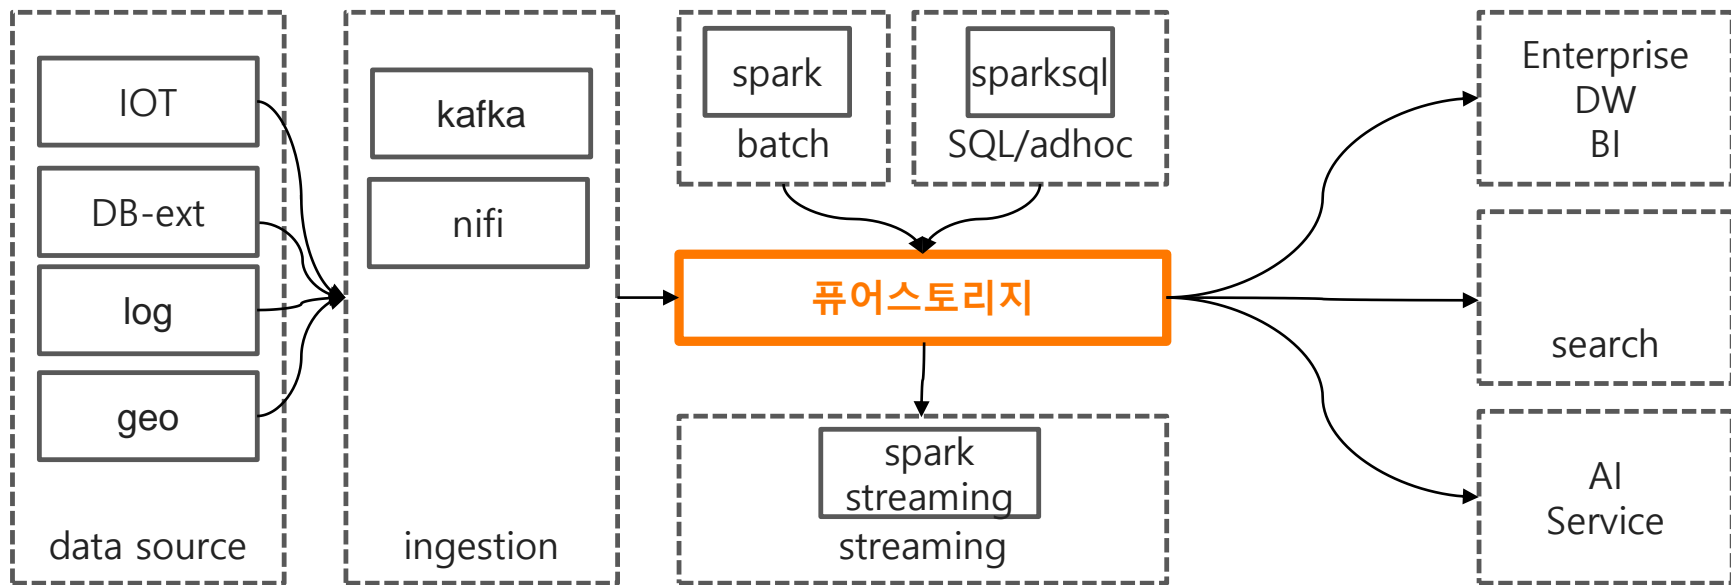 IOT
DB-ext
log
geo
data source
kafka
nifi
ingestion
spark
batch
sparksql
SQL/adhoc
퓨어스토리지
spark
streaming
streaming
Enterprise
DW
BI
search
AI
Service